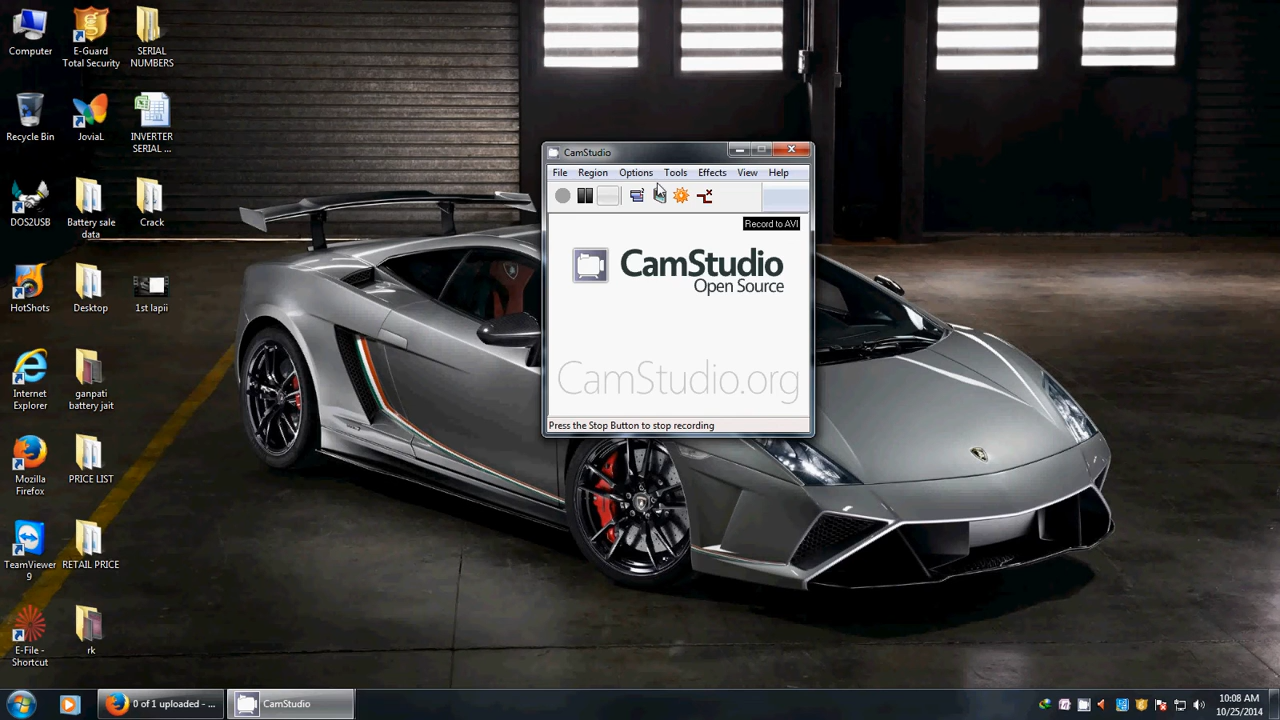 Computer
E-Guard
Total Security
SERIAL
NUMBERS
Recycle Bin
JoviaL
INVERTER
SERIAL ...
DOS2USB
Battery sale
data
Crack
HotShots
Desktop
1st lapii
Internet
Explorer
ganpati
battery jait
Mozilla
Firefox
PRICE LIST
TeamViewer
9
RETAIL PRICE
E-File -
Shortcut
rk
CamStudio
File Region Options Tools Effects View Help
Record to AVI
CamStudio
Open Source
CamStudio.org
Press the Stop Button to stop recording
0 of 1 uploaded - ...
CamStudio
10:08 AM
10/25/2014